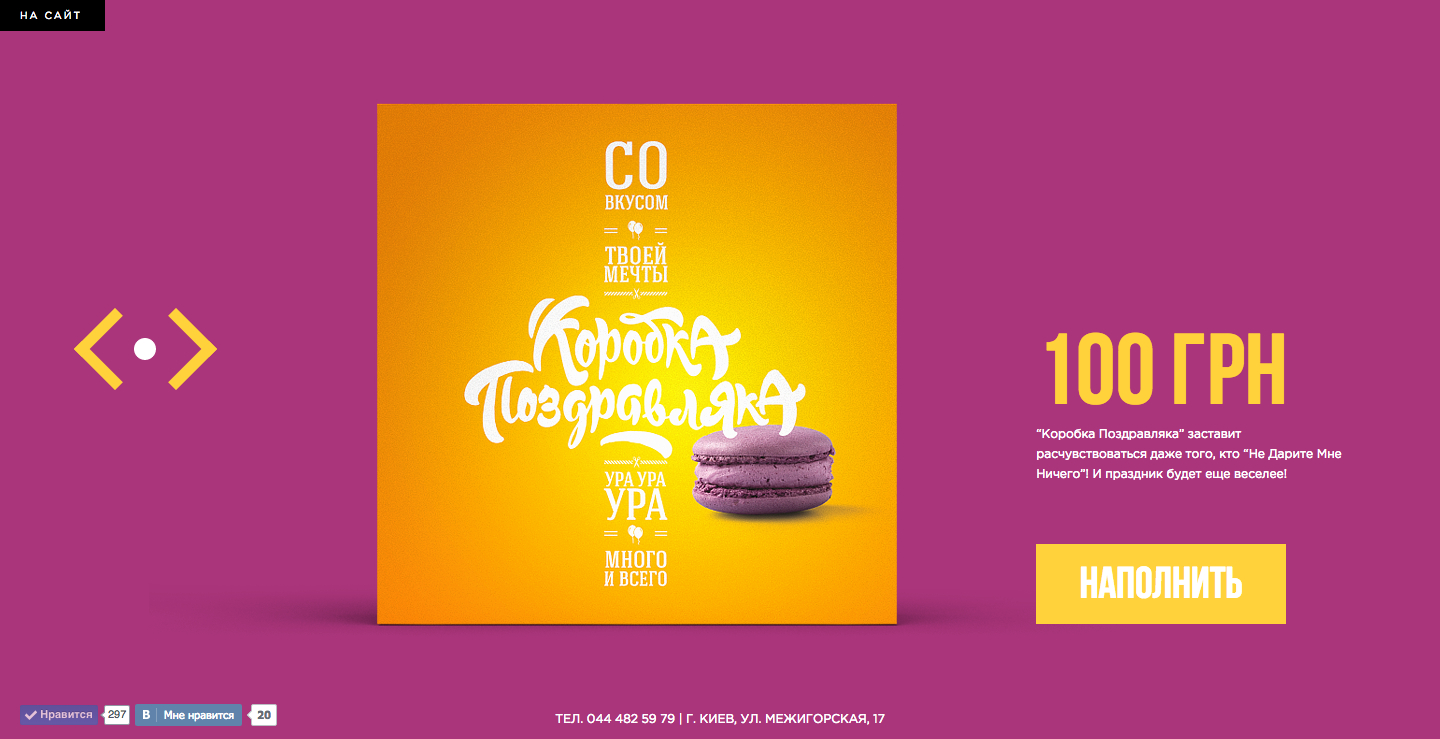 НА САЙТ
СО
ВКУСОМ
ТВОЕЙ
МЕЧТЫ
Коробка
Поздравляка
УРА УРА
УРА
МНОГО
И ВСЕГО
100 ГРН
"Коробка Поздравляка" заставит
расчувствоваться даже того, кто "Не Дарите Мне
Ничего"! И праздник будет еще веселее!
НАПОЛНИТЬ
Нравится 297 В Мне нравится 20
ТЕЛ. 044 482 59 79 | Г. КИЕВ, УЛ. МЕЖИГОРСКАЯ, 17